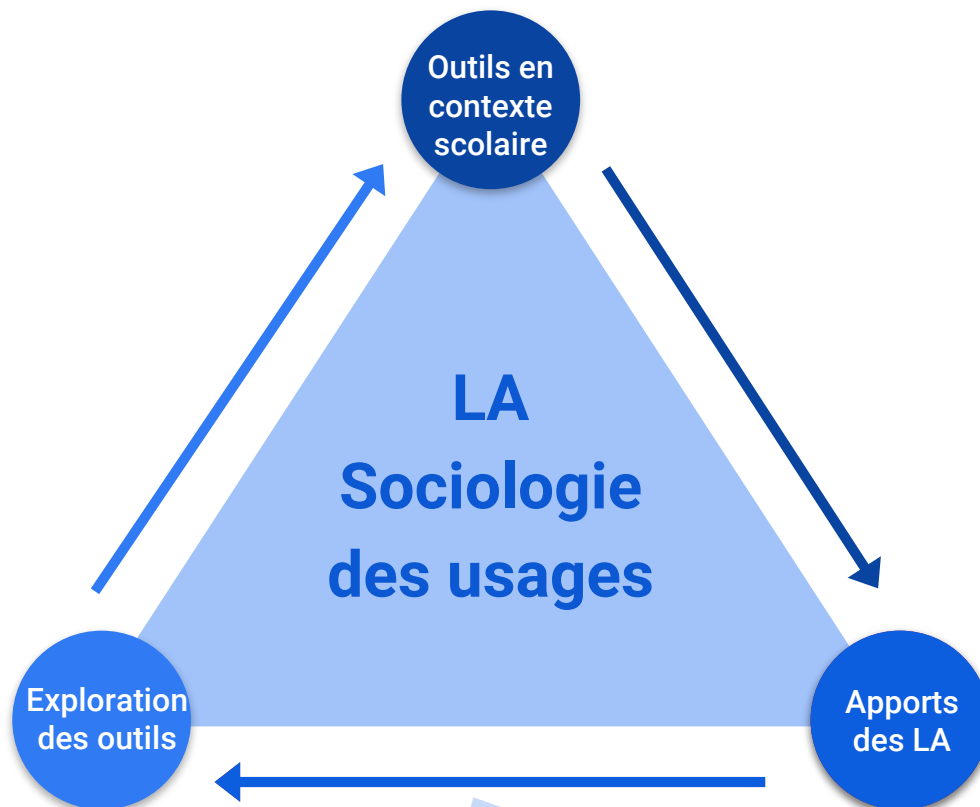 Outils en
contexte
scolaire
LA
Sociologie
des usages
Exploration
des outils
Apports
des LA